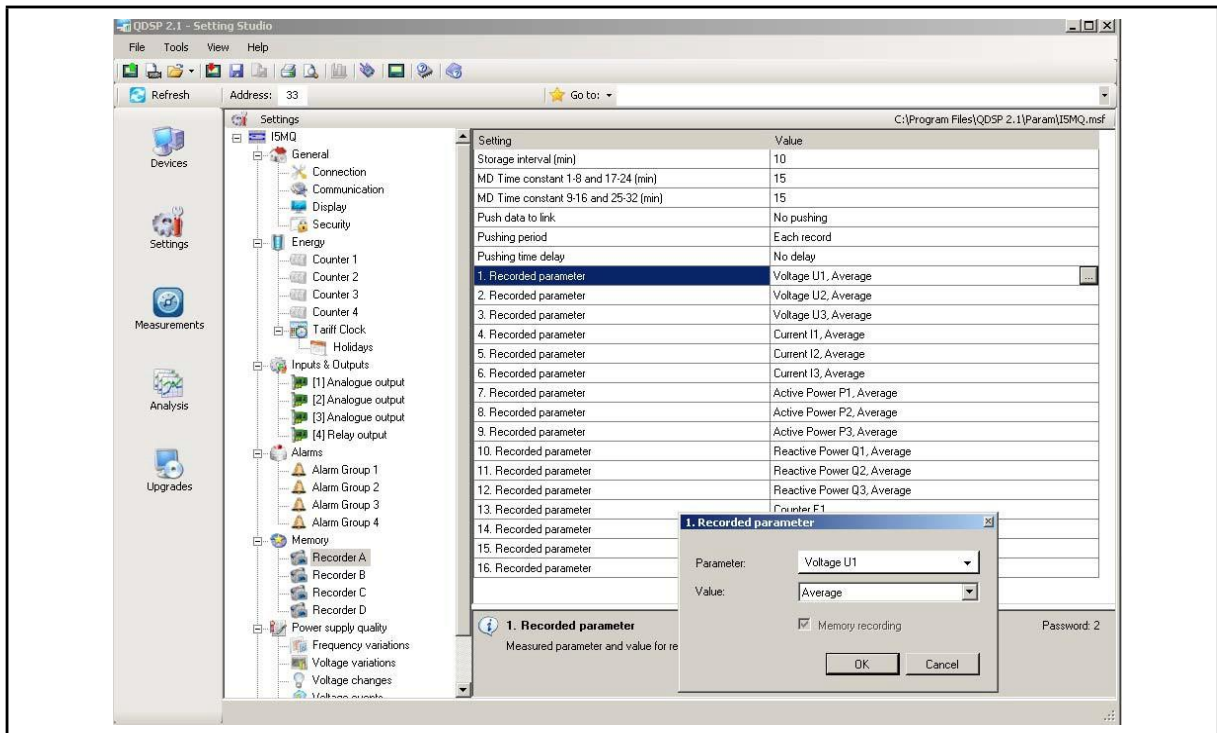 QDSP 2.1 - Setting Studio
File Tools View Help
Refresh Address: 33 Go to:
Settings C:\Program Files\QDSP 2.1\Param\I5MQ.msf
Devices
Settings
Measurements
Analysis
Upgrades
I5MQ
General
Connection
Communication
Display
Security
Energy
Counter 1
Counter 2
Counter 3
Counter 4
Tariff Clock
Holidays
Inputs & Outputs
[1] Analogue output
[2] Analogue output
[3] Analogue output
[4] Relay output
Alarms
Alarm Group 1
Alarm Group 2
Alarm Group 3
Alarm Group 4
Memory
Recorder A
Recorder B
Recorder C
Recorder D
Power supply quality
Frequency variations
Voltage variations
Voltage changes
Voltage events
Setting Value
Storage interval (min) 10
MD Time constant 1-8 and 17-24 (min) 15
MD Time constant 9-16 and 25-32 (min) 15
Push data to link No pushing
Pushing period Each record
Pushing time delay No delay
1. Recorded parameter Voltage U1, Average ...
2. Recorded parameter Voltage U2, Average
3. Recorded parameter Voltage U3, Average
4. Recorded parameter Current I1, Average
5. Recorded parameter Current I2, Average
6. Recorded parameter Current I3, Average
7. Recorded parameter Active Power P1, Average
8. Recorded parameter Active Power P2, Average
9. Recorded parameter Active Power P3, Average
10. Recorded parameter Reactive Power Q1, Average
11. Recorded parameter Reactive Power Q2, Average
12. Recorded parameter Reactive Power Q3, Average
13. Recorded parameter Counter E1
14. Recorded parameter
15. Recorded parameter
16. Recorded parameter
1. Recorded parameter
Parameter: Voltage U1
Value: Average
Memory recording
OK Cancel
1. Recorded parameter Password: 2
Measured parameter and value for re